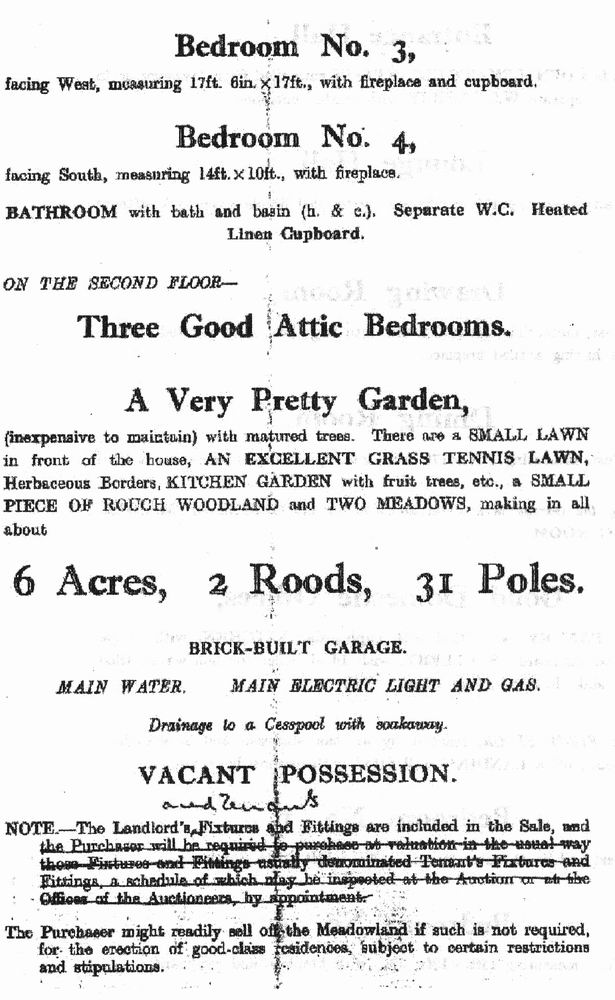 Bedroom No. 3,
facing West, measuring 17ft. 6in. × 17ft., with fireplace and cupboard.
Bedroom No. 4,
facing South, measuring 14ft. × 10ft., with fireplace.
BATHROOM with bath and basin (h. & c.). Separate W.C. Heated
Linen Cupboard.
ON THE SECOND FLOOR—
Three Good Attic Bedrooms.
A Very Pretty Garden,
(inexpensive to maintain) with matured trees. There are a SMALL LAWN
in front of the house, AN EXCELLENT GRASS TENNIS LAWN,
Herbaceous Borders, KITCHEN GARDEN with fruit trees, etc., a SMALL
PIECE OF ROUGH WOODLAND and TWO MEADOWS, making in all
about
6 Acres, 2 Roods, 31 Poles.
BRICK-BUILT GARAGE.
MAIN WATER. MAIN ELECTRIC LIGHT AND GAS.
Drainage to a Cesspool with soakaway.
VACANT POSSESSION.
and Tenants
NOTE.—The Landlord's Fixtures and Fittings are included in the Sale, and
the Purchaser will be required to purchase at valuation in the usual way
those Fixtures and Fittings usually denominated Tenant's Fixtures and
Fittings, a schedule of which may be inspected at the Auction or at the
Offices of the Auctioneers, by appointment.
The Purchaser might readily sell off the Meadowland if such is not required,
for the erection of good-class residences, subject to certain restrictions
and stipulations.